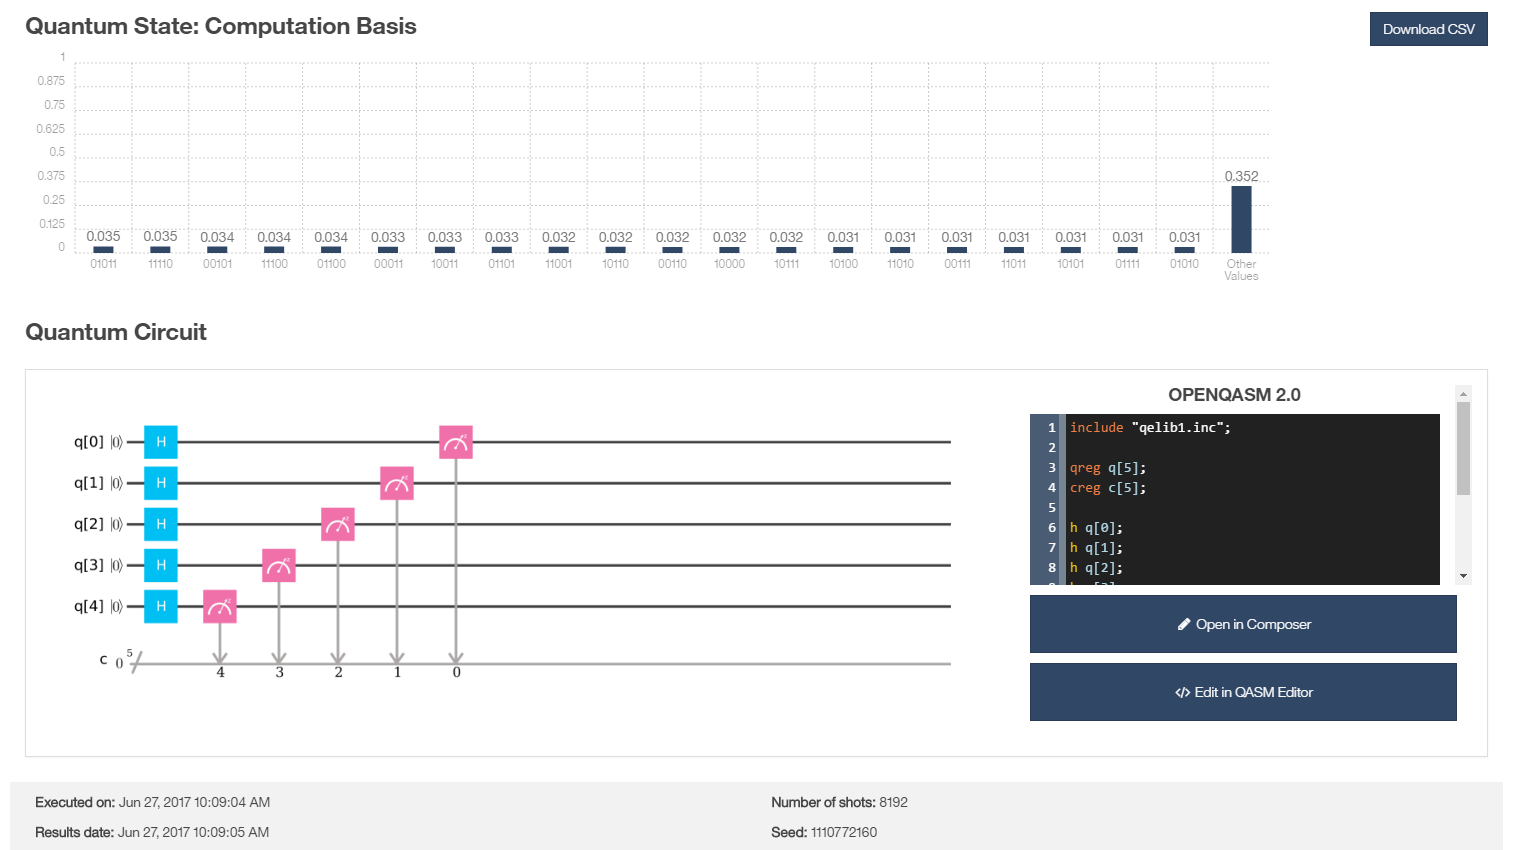 Quantum State: Computation Basis
Download CSV
1
0.875
0.75
0.625
0.5
0.375
0.25
0.125
0
0.035 0.035 0.034 0.034 0.034 0.033 0.033 0.033 0.032 0.032 0.032 0.032 0.032 0.031 0.031 0.031 0.031 0.031 0.031 0.031 0.352
01011 11110 00101 11100 01100 00011 10011 01101 11001 10110 00110 10000 10111 10100 11010 00111 11011 10101 01111 01010 Other
Values
Quantum Circuit
q[0] |0⟩ H
q[1] |0⟩ H
q[2] |0⟩ H
q[3] |0⟩ H
q[4] |0⟩ H
c 0 5
4 3 2 1 0
OPENQASM 2.0
1 include "qelib1.inc";
2
3 qreg q[5];
4 creg c[5];
5
6 h q[0];
7 h q[1];
8 h q[2];
Open in Composer
</> Edit in QASM Editor
Executed on: Jun 27, 2017 10:09:04 AM
Number of shots: 8192
Results date: Jun 27, 2017 10:09:05 AM
Seed: 1110772160